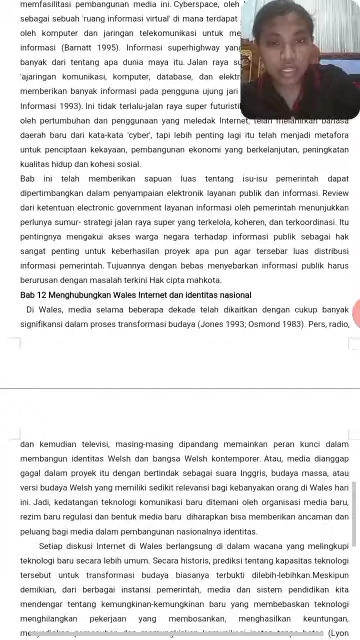 memfasilitasi pembangunan media ini. Cyberspace, oleh
sebagai sebuah 'ruang informasi virtual' di mana terdapat
oleh komputer dan jaringan telekomunikasi untuk me
informasi (Barnatt 1995). Informasi superhighway yang
banyak dari tentang apa dunia maya itu. Jalan raya su
'ajaringan komunikasi, komputer, database, dan elektr
memberikan banyak informasi pada pengguna ujung jari
Informasi 1993). Ini tidak terlalu-jalan raya super futuristik
oleh pertumbuhan dan penggunaan yang meledak Internet, telah melahirkan bahasa
daerah baru dari kata-kata 'cyber', tapi lebih penting lagi itu telah menjadi metafora
untuk penciptaan kekayaan, pembangunan ekonomi yang berkelanjutan, peningkatan
kualitas hidup dan kohesi sosial.
Bab ini telah memberikan sapuan luas tentang isu-isu pemerintah dapat
dipertimbangkan dalam penyampaian elektronik layanan publik dan informasi. Review
dari ketentuan electronic government layanan informasi oleh pemerintah menunjukkan
perlunya sumur- strategi jalan raya super yang terkelola, koheren, dan terkoordinasi. Itu
pentingnya mengakui akses warga negara terhadap informasi publik sebagai hak
sangat penting untuk keberhasilan proyek apa pun agar tersebar luas distribusi
informasi pemerintah. Tujuannya dengan bebas menyebarkan informasi publik harus
berurusan dengan masalah terkini Hak cipta mahkota.
Bab 12 Menghubungkan Wales Internet dan identitas nasional
Di Wales, media selama beberapa dekade telah dikaitkan dengan cukup banyak
signifikansi dalam proses transformasi budaya (Jones 1993; Osmond 1983). Pers, radio,
dan kemudian televisi, masing-masing dipandang memainkan peran kunci dalam
membangun identitas Welsh dan bangsa Welsh kontemporer. Atau, media dianggap
gagal dalam proyek itu dengan bertindak sebagai suara Inggris, budaya massa, atau
versi budaya Welsh yang memiliki sedikit relevansi bagi kebanyakan orang di Wales hari
ini. Jadi, kedatangan teknologi komunikasi baru ditemani oleh organisasi media baru,
rezim baru regulasi dan bentuk media baru diharapkan bisa memberikan ancaman dan
peluang bagi media dalam pembangunan nasionalnya identitas.
Setiap diskusi Internet di Wales berlangsung di dalam wacana yang melingkupi
teknologi baru secara lebih umum. Secara historis, prediksi tentang kapasitas teknologi
tersebut untuk transformasi budaya biasanya terbukti dilebih-lebihkan.Meskipun
demikian, dari berbagai instansi pemerintah, media dan sistem pendidikan kita
mendengar tentang kemungkinan-kemungkinan baru yang membebaskan teknologi
menghilangkan pekerjaan yang membosankan, menghasilkan keuntungan,
(Lyon